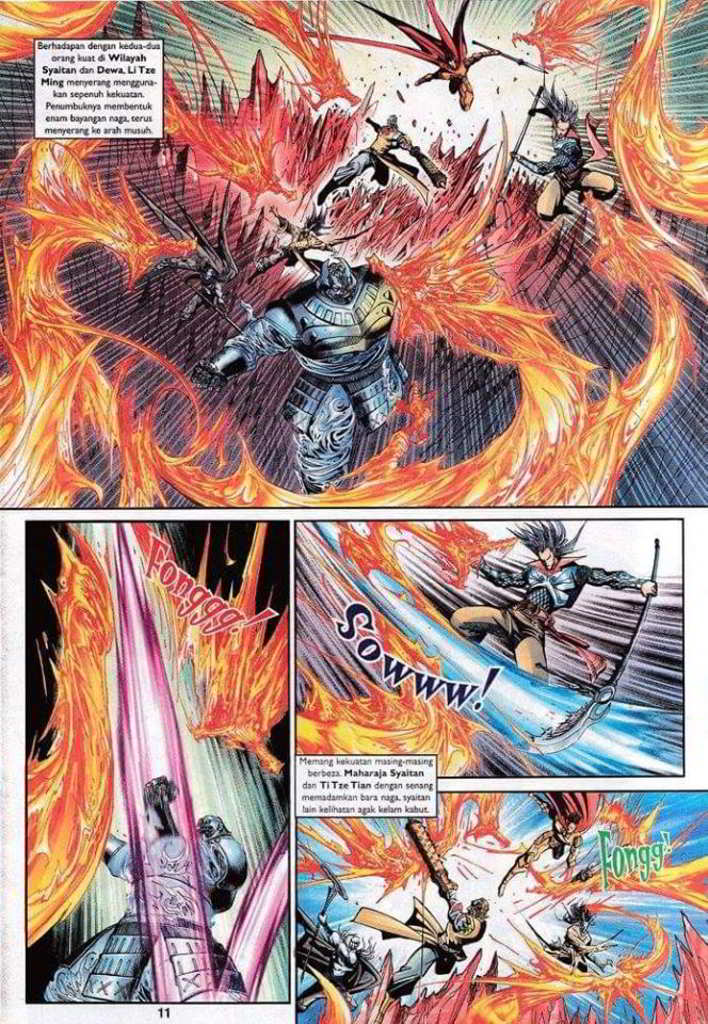 Berhadapan dengan kedua-dua
orang kuat di Wilayah
Syaitan dan Dewa, Li Tze
Ming menyerang mengguna-
kan sepenuh kekuatan.
Penumbuknya membentuk
enam bayangan naga, terus
menyerang ke arah musuh.
Fonggg!
Sowww!
Memang kekuatan masing-masing
berbeza. Maharaja Syaitan
dan Ti Tze Tian dengan senang
memadamkan bara naga, syaitan
lain kelihatan agak kelam kabut.
Fongg!
11